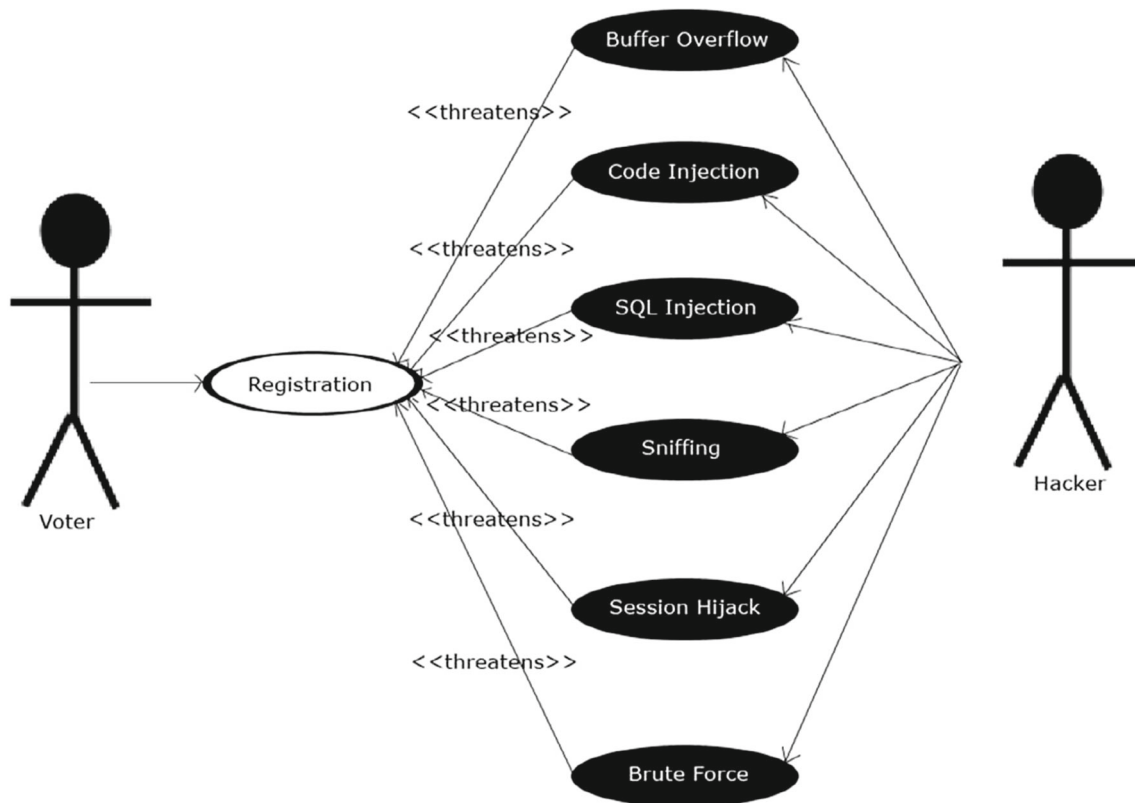 Buffer Overflow
<<threatens>>
Code Injection
<<threatens>>
SQL Injection
<<threatens>>
Registration
<<threatens>>
Sniffing
Hacker
Voter
<<threatens>>
Session Hijack
<<threatens>>
Brute Force